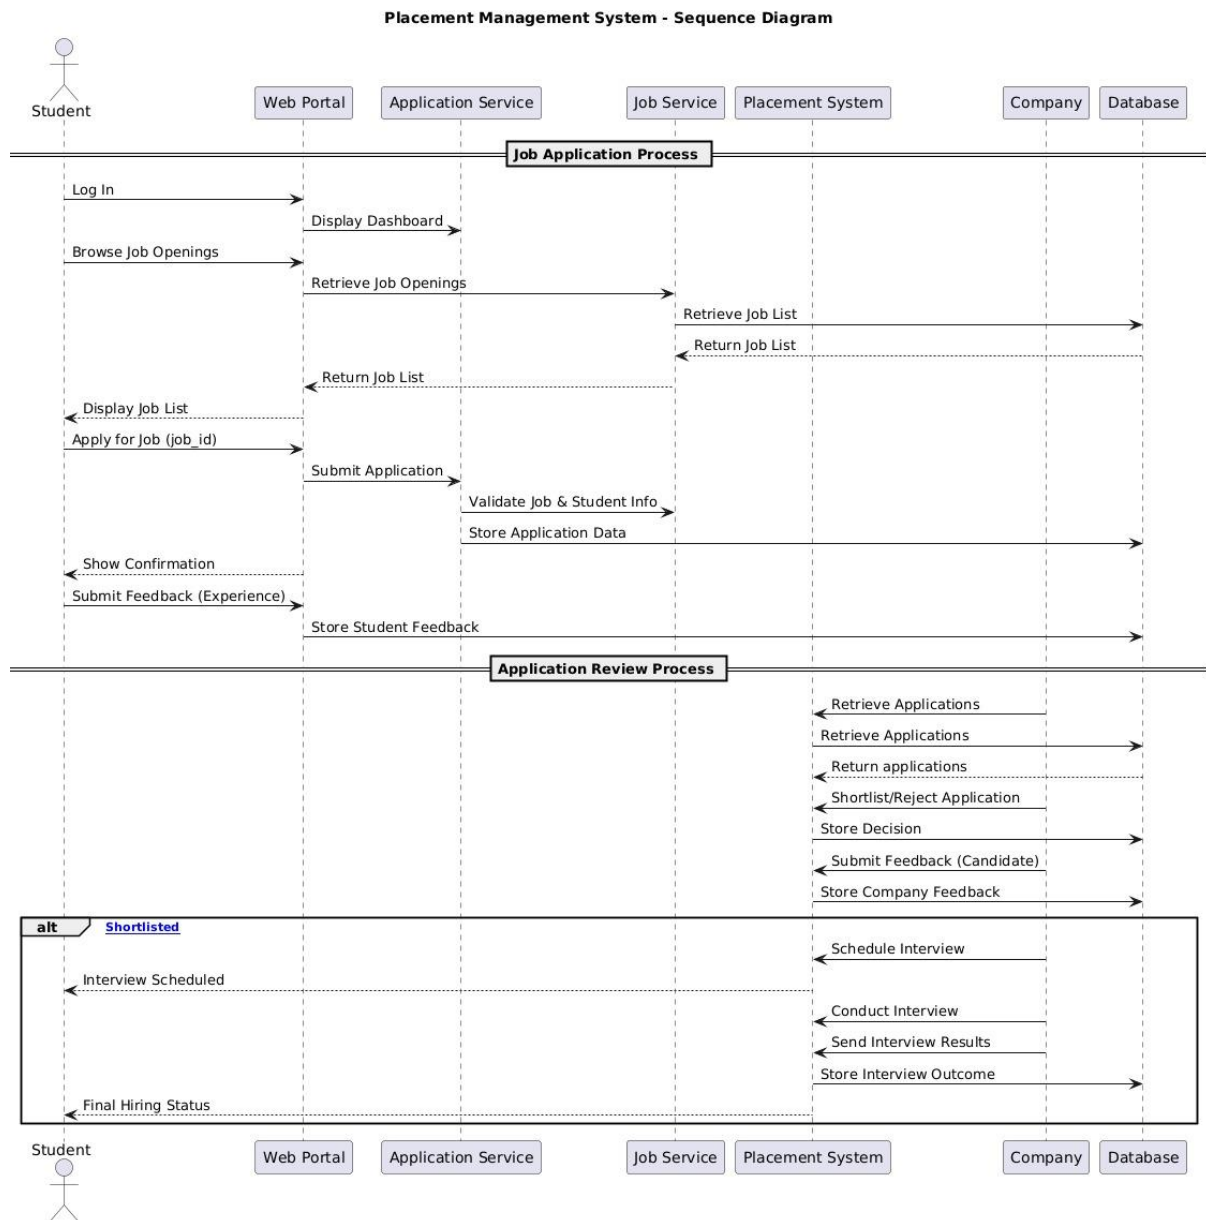 Placement Management System - Sequence Diagram
Student
Web Portal
Application Service
Job Service
Placement System
Company
Database
Job Application Process
Log In
Display Dashboard
Browse Job Openings
Retrieve Job Openings
Retrieve Job List
Return Job List
Return Job List
Display Job List
Apply for Job (job_id)
Submit Application
Validate Job & Student Info
Store Application Data
Show Confirmation
Submit Feedback (Experience)
Store Student Feedback
Application Review Process
Retrieve Applications
Retrieve Applications
Return applications
Shortlist/Reject Application
Store Decision
Submit Feedback (Candidate)
Store Company Feedback
alt
Shortlisted
Schedule Interview
Interview Scheduled
Conduct Interview
Send Interview Results
Store Interview Outcome
Final Hiring Status
Student
Web Portal
Application Service
Job Service
Placement System
Company
Database